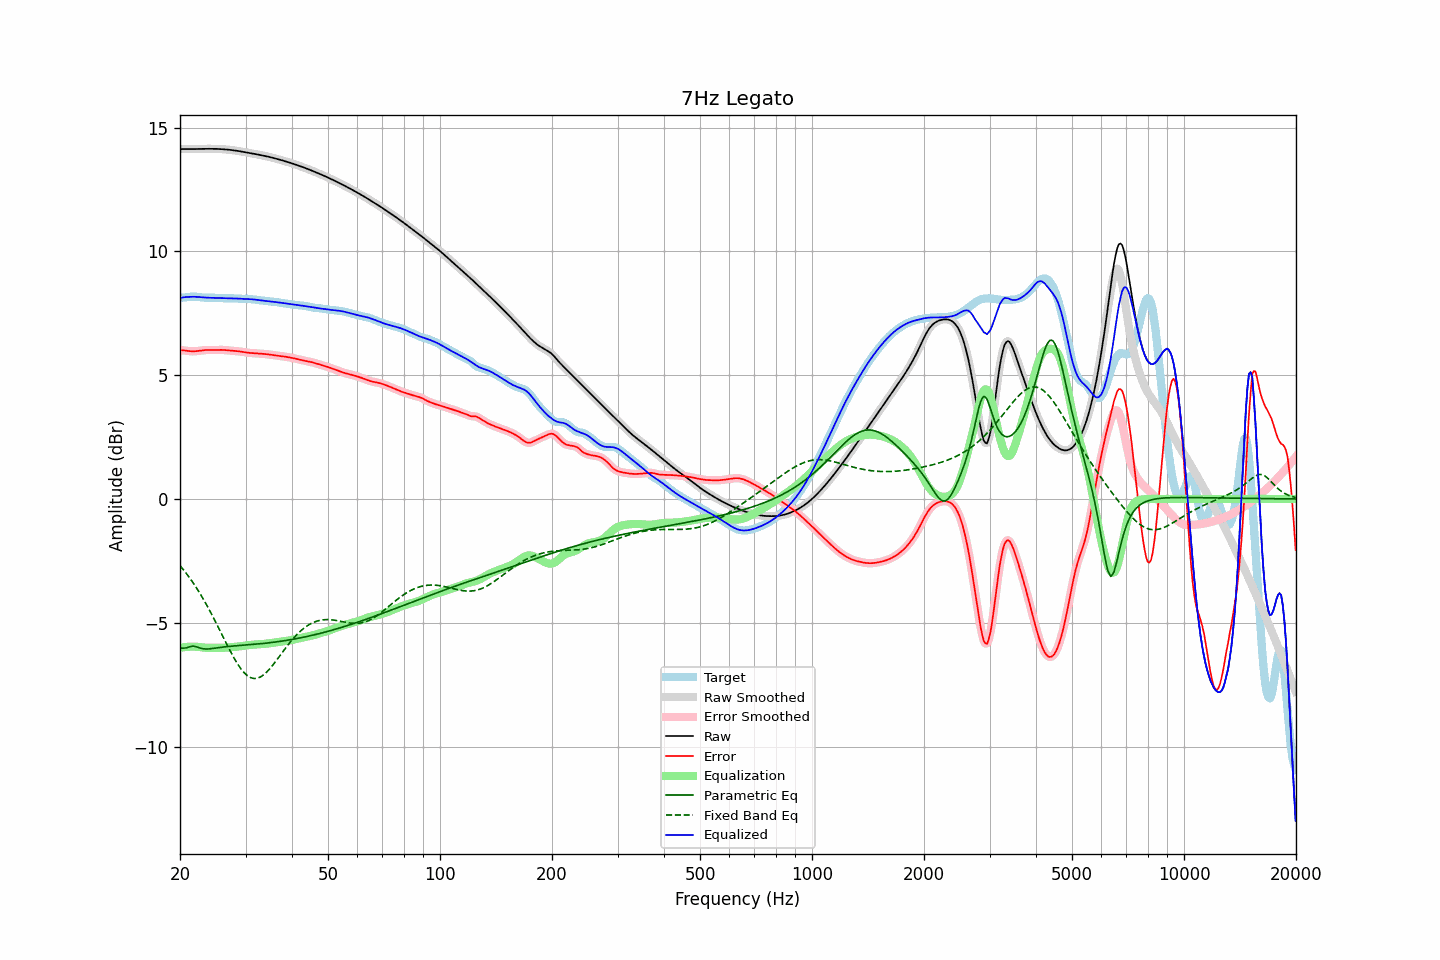 7Hz Legato
15
10
5
0
−5
−10
Amplitude (dBr)
Target
Raw Smoothed
Error Smoothed
Raw
Error
Equalization
Parametric Eq
Fixed Band Eq
Equalized
20 50 100 200 500 1000 2000 5000 10000 20000
Frequency (Hz)